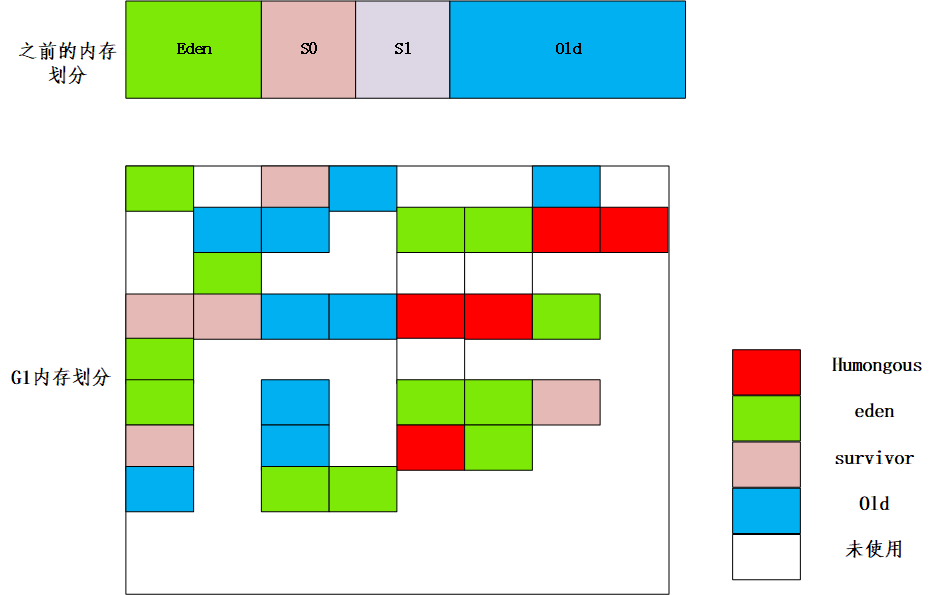 之前的内存
划分
Eden
S0
S1
Old
G1内存划分
Humongous
eden
survivor
Old
未使用